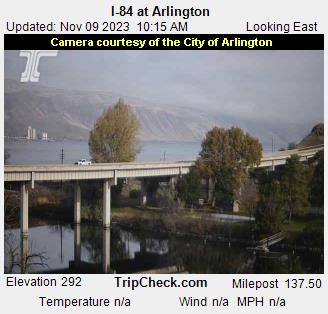 I-84 at Arlington
Updated: Nov 09 2023 10:15 AM Looking East
Camera courtesy of the City of Arlington
Elevation 292 TripCheck.com Milepost 137.50
Temperature n/a Wind n/a MPH n/a